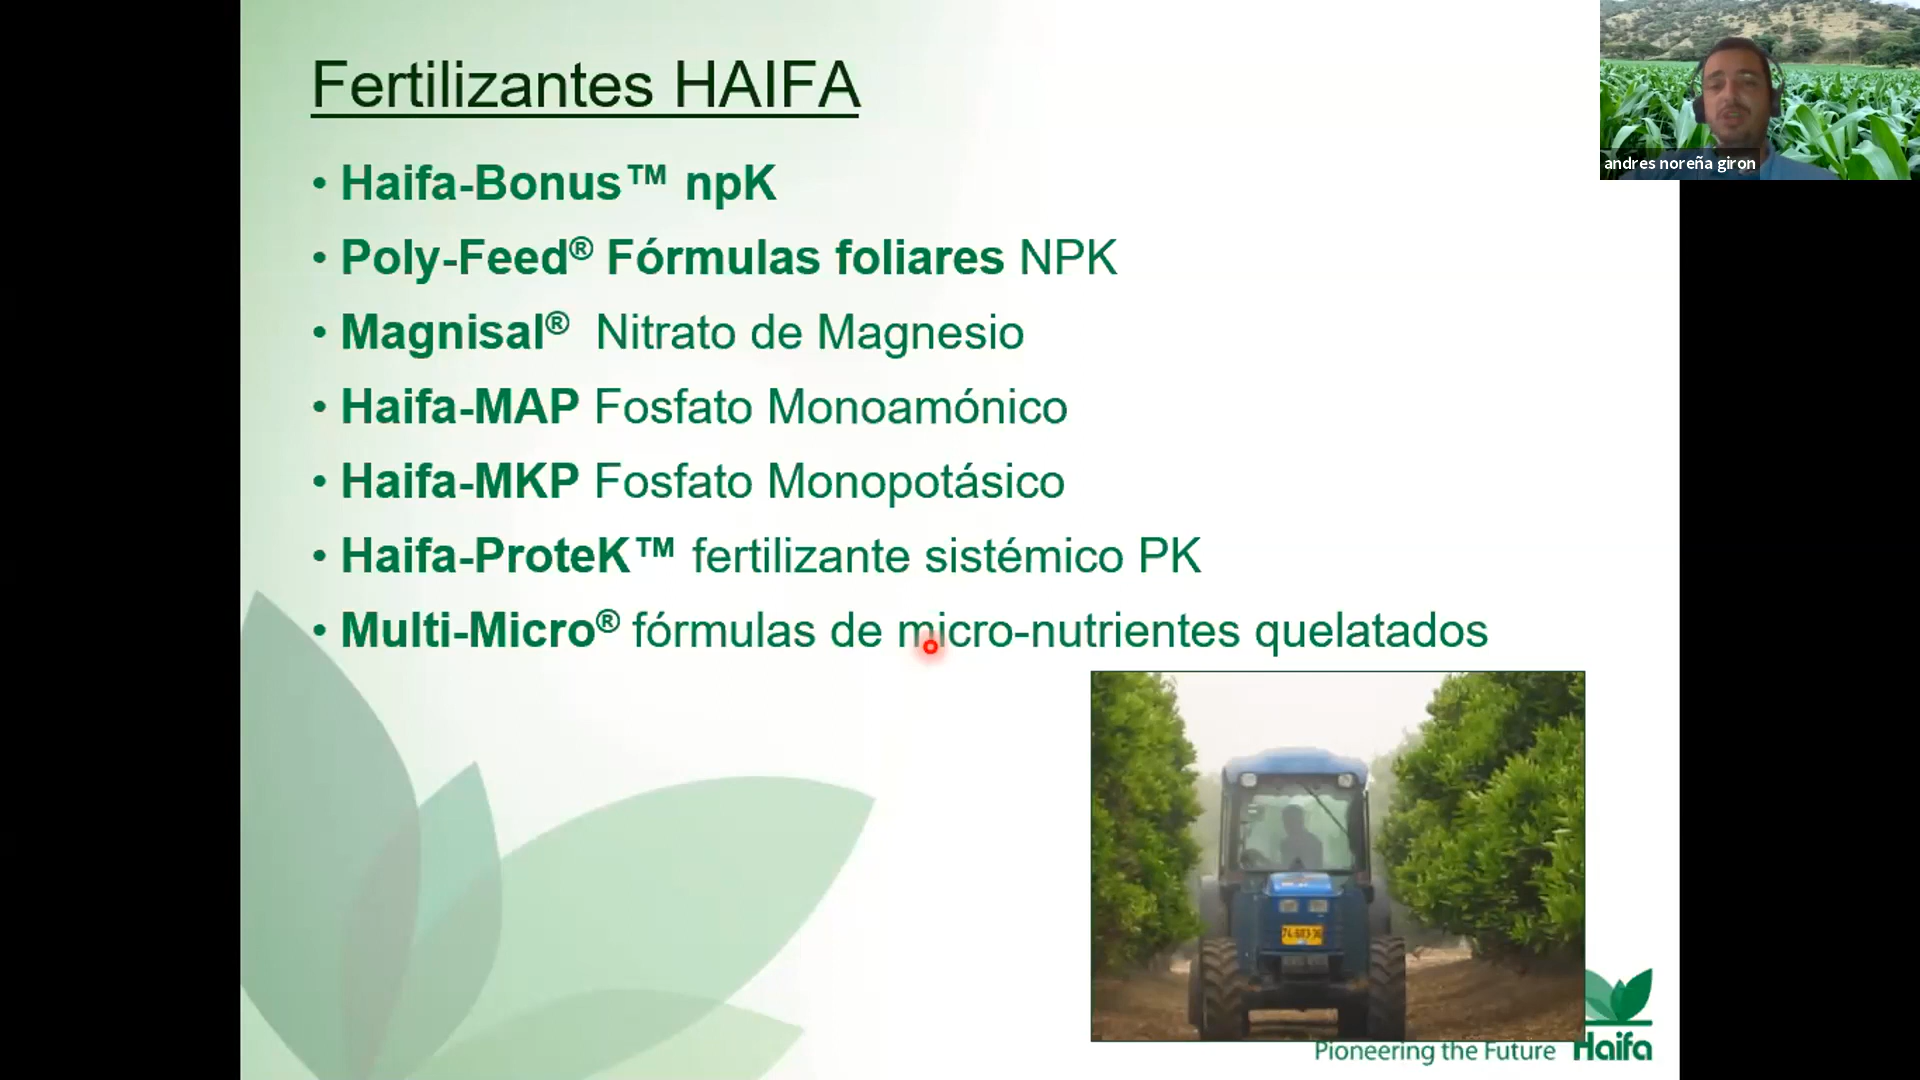 Fertilizantes HAIFA
• Haifa-Bonus™ npK
• Poly-Feed® Fórmulas foliares NPK
• Magnisal® Nitrato de Magnesio
• Haifa-MAP Fosfato Monoamónico
• Haifa-MKP Fosfato Monopotásico
• Haifa-ProteK™ fertilizante sistémico PK
• Multi-Micro® fórmulas de micro-nutrientes quelatados
andres noreña giron
Pioneering the Future Haifa